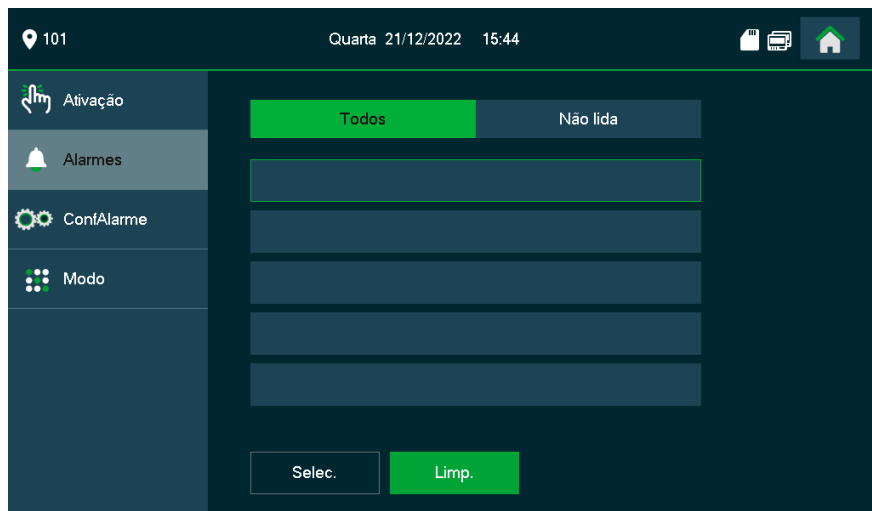 101 Quarta 21/12/2022 15:44
Ativação
Alarmes
ConfAlarme
Modo
Todos Não lida
Selec. Limp.